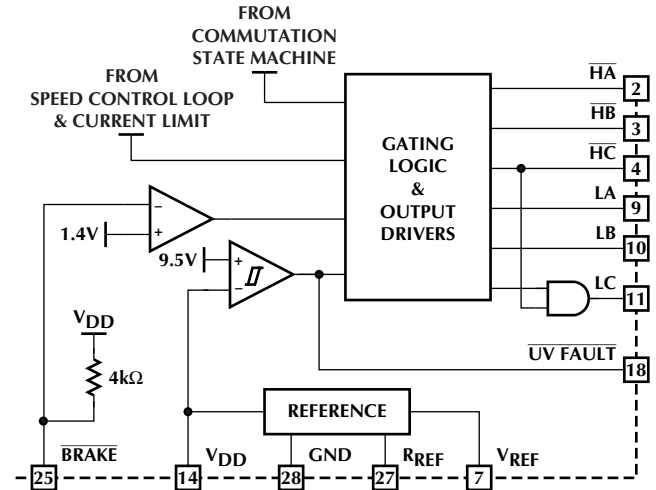 FROM
COMMUTATION
STATE MACHINE
FROM
SPEED CONTROL LOOP
& CURRENT LIMIT
GATING
LOGIC
&
OUTPUT
DRIVERS
HA 2
HB 3
HC 4
LA 9
LB 10
LC 11
UV FAULT 18
1.4V
− +
9.5V
+ −
VDD
4kΩ
REFERENCE
25 BRAKE
14 VDD
28 GND
27 RREF
7 VREF